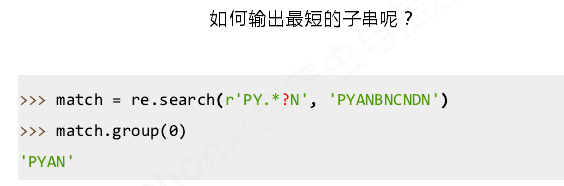 如何输出最短的子串呢？
>>> match = re.search(r'PY.*?N', 'PYANBNCNDN')
>>> match.group(0)
'PYAN'